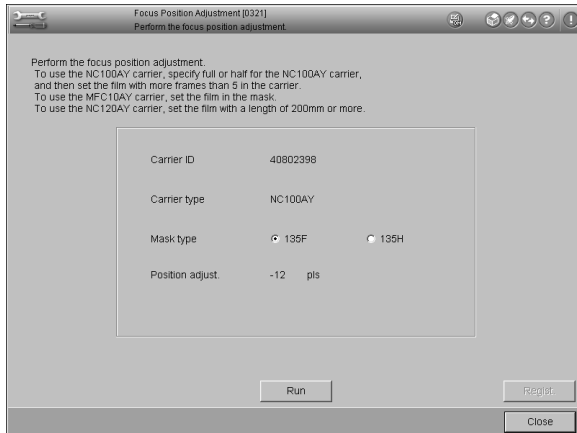 Focus Position Adjustment [0321]
Perform the focus position adjustment.
Perform the focus position adjustment.
To use the NC100AY carrier, specify full or half for the NC100AY carrier,
and then set the film with more frames than 5 in the carrier.
To use the MFC10AY carrier, set the film in the mask.
To use the NC120AY carrier, set the film with a length of 200mm or more.
Carrier ID 40802398
Carrier type NC100AY
Mask type 135F 135H
Position adjust. -12 pls
Run Regist.
Close